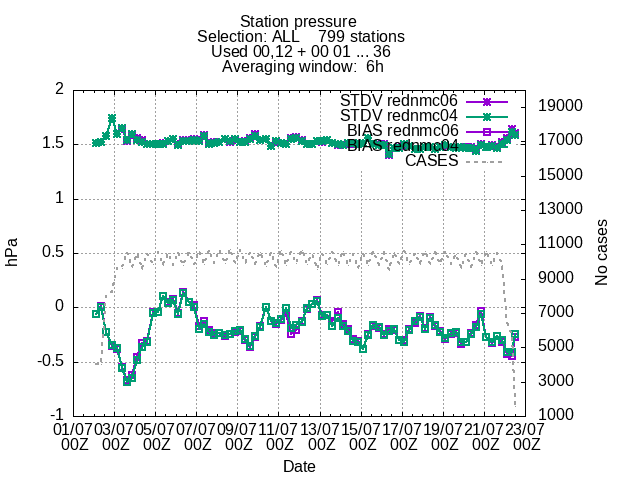 Station pressure
Selection: ALL 799 stations
Used 00,12 + 00 01 ... 36
Averaging window: 6h
STDV rednmc06
STDV rednmc04
BIAS rednmc06
BIAS rednmc04
CASES
hPa
2
1.5
1
0.5
0
-0.5
-1
19000
17000
15000
13000
11000
9000
7000
5000
3000
1000
No cases
01/07 03/07 05/07 07/07 09/07 11/07 13/07 15/07 17/07 19/07 21/07 23/07
00Z 00Z 00Z 00Z 00Z 00Z 00Z 00Z 00Z 00Z 00Z 00Z
Date